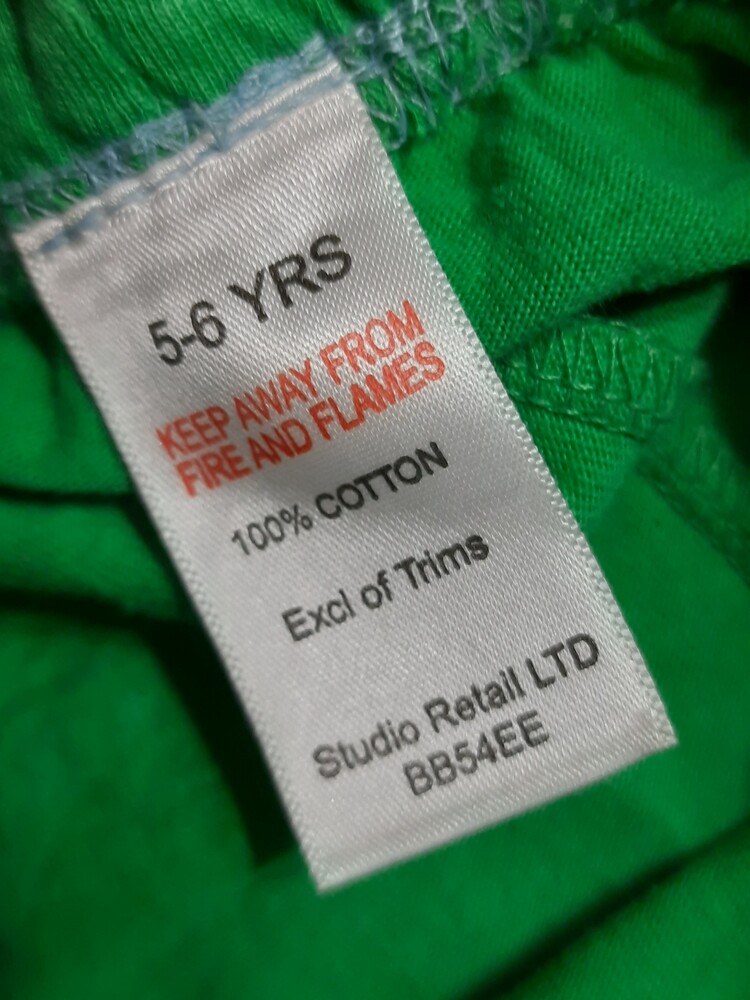 5-6 YRS
KEEP AWAY FROM
FIRE AND FLAMES
100% COTTON
Excl of Trims
Studio Retail LTD
BB54EE